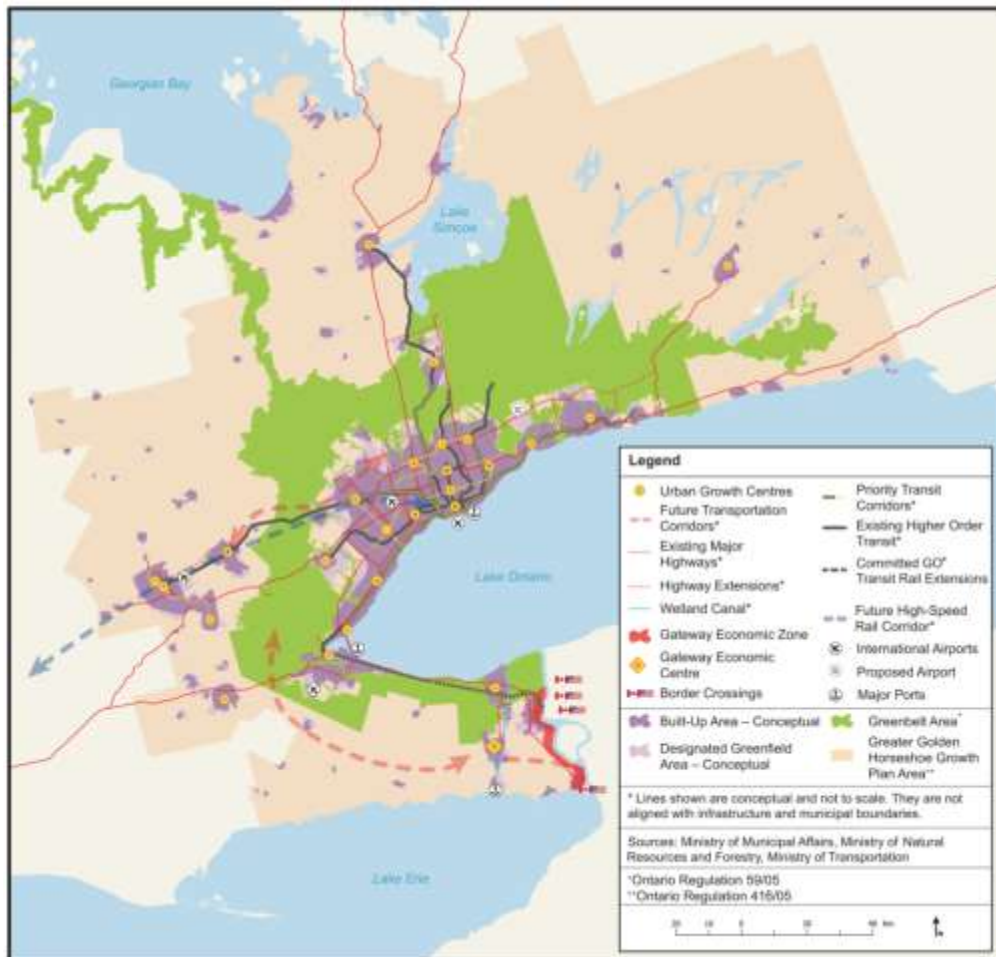 Georgian Bay
Lake
Simcoe
Lake Ontario
Lake Erie
Legend
Urban Growth Centres
Future Transportation
Corridors*
Existing Major
Highways*
Highway Extensions*
Welland Canal*
Gateway Economic Zone
Gateway Economic
Centre
Border Crossings
Priority Transit
Corridors*
Existing Higher Order
Transit*
Committed GO
Transit Rail Extensions
Future High-Speed
Rail Corridor*
International Airports
Proposed Airport
Major Ports
Built-Up Area – Conceptual
Designated Greenfield
Area – Conceptual
Greenbelt Area
Greater Golden
Horseshoe Growth
Plan Area
* Lines shown are conceptual and not to scale. They are not
aligned with infrastructure and municipal boundaries.
Sources: Ministry of Municipal Affairs, Ministry of Natural
Resources and Forestry, Ministry of Transportation
Ontario Regulation 59/05
Ontario Regulation 416/05